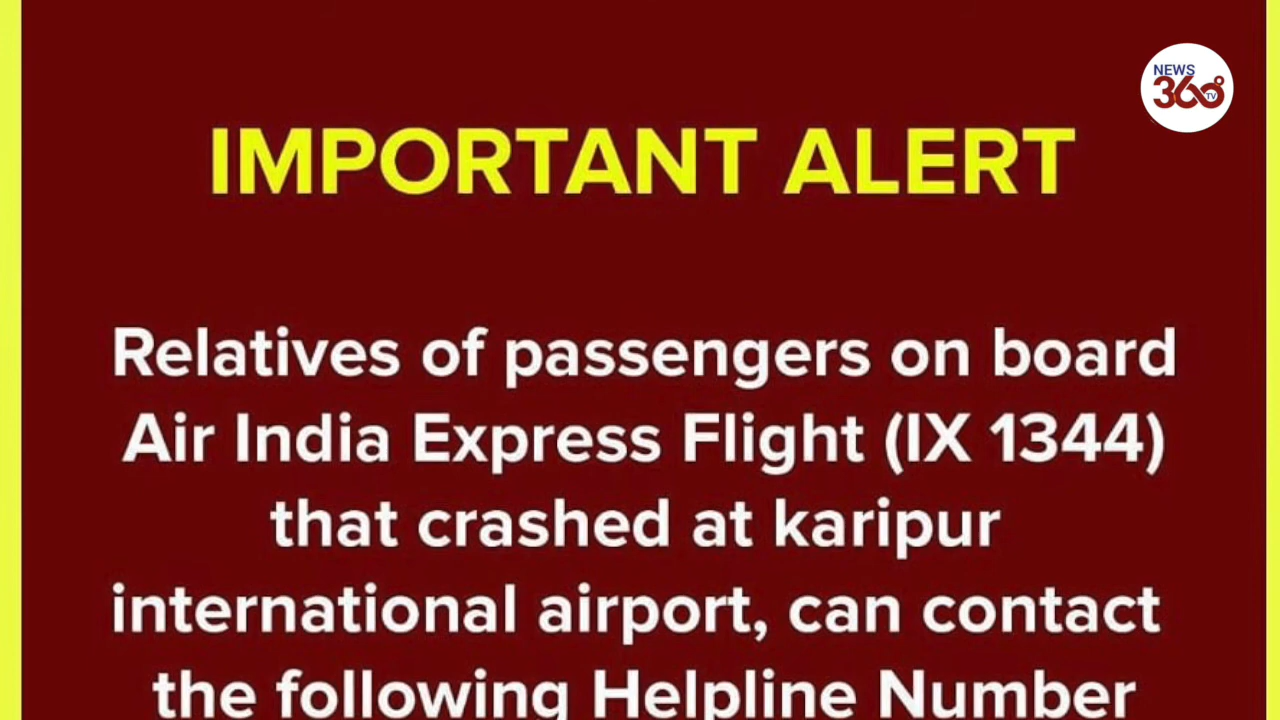 NEWS
360
TV
IMPORTANT ALERT
Relatives of passengers on board
Air India Express Flight (IX 1344)
that crashed at karipur
international airport, can contact
the following Helpline Number